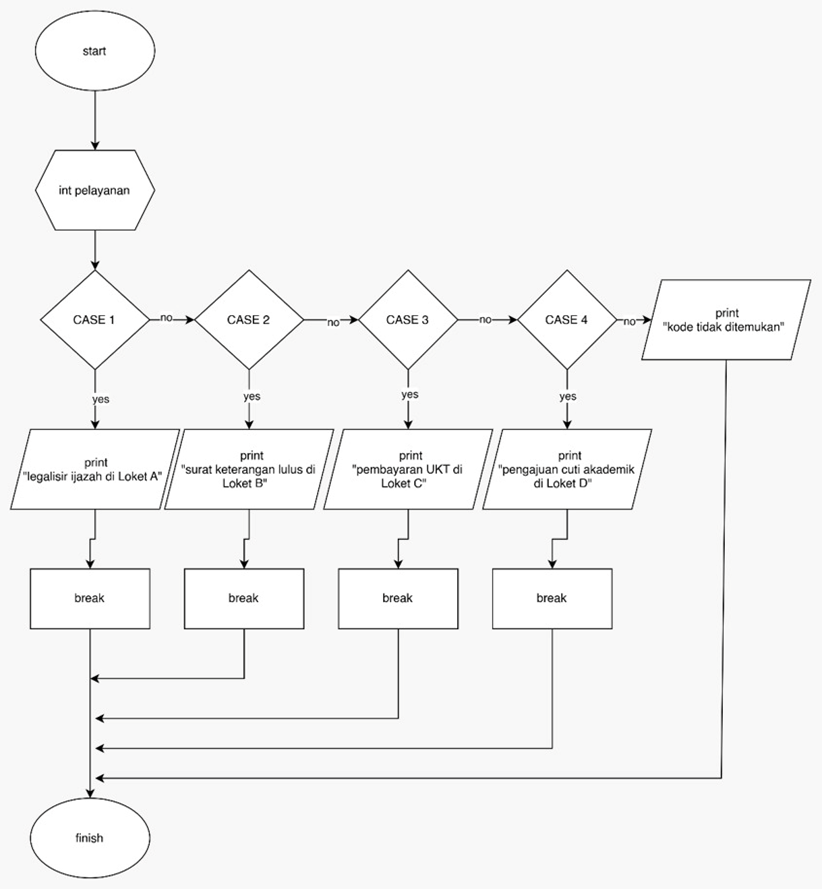 start
int pelayanan
CASE 1
no
CASE 2
no
CASE 3
no
CASE 4
no
print
"kode tidak ditemukan"
yes
yes
yes
yes
print
"legalisir ijazah di Loket A"
print
"surat keterangan lulus di
Loket B"
print
"pembayaran UKT di
Loket C"
print
"pengajuan cuti akademik
di Loket D"
break
break
break
break
finish